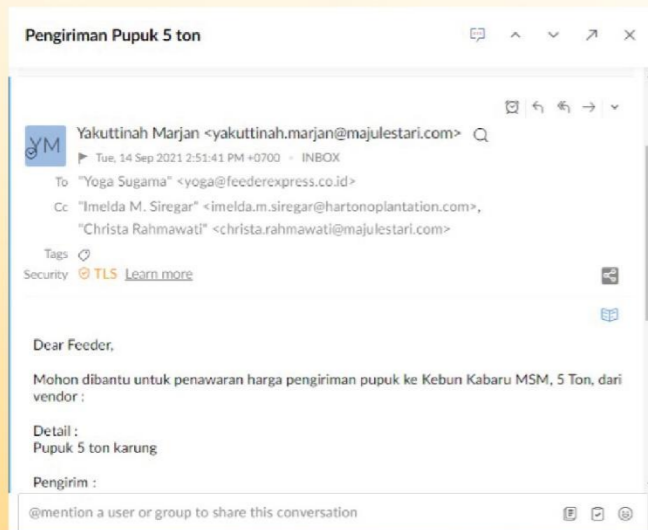 Pengiriman Pupuk 5 ton
YM
Yakuttinah Marjan <yakuttinah.marjan@majulestari.com>
Tue, 14 Sep 2021 2:51:41 PM +0700 - INBOX
To "Yoga Sugama" <yoga@feederexpress.co.id>
Cc "Imelda M. Siregar" <imelda.m.siregar@hartonoplantation.com>,
"Christa Rahmawati" <christa.rahmawati@majulestari.com>
Tags
Security TLS Learn more
Dear Feeder,
Mohon dibantu untuk penawaran harga pengiriman pupuk ke Kebun Kabaru MSM, 5 Ton, dari
vendor :
Detail :
Pupuk 5 ton karung
Pengirim :
@mention a user or group to share this conversation